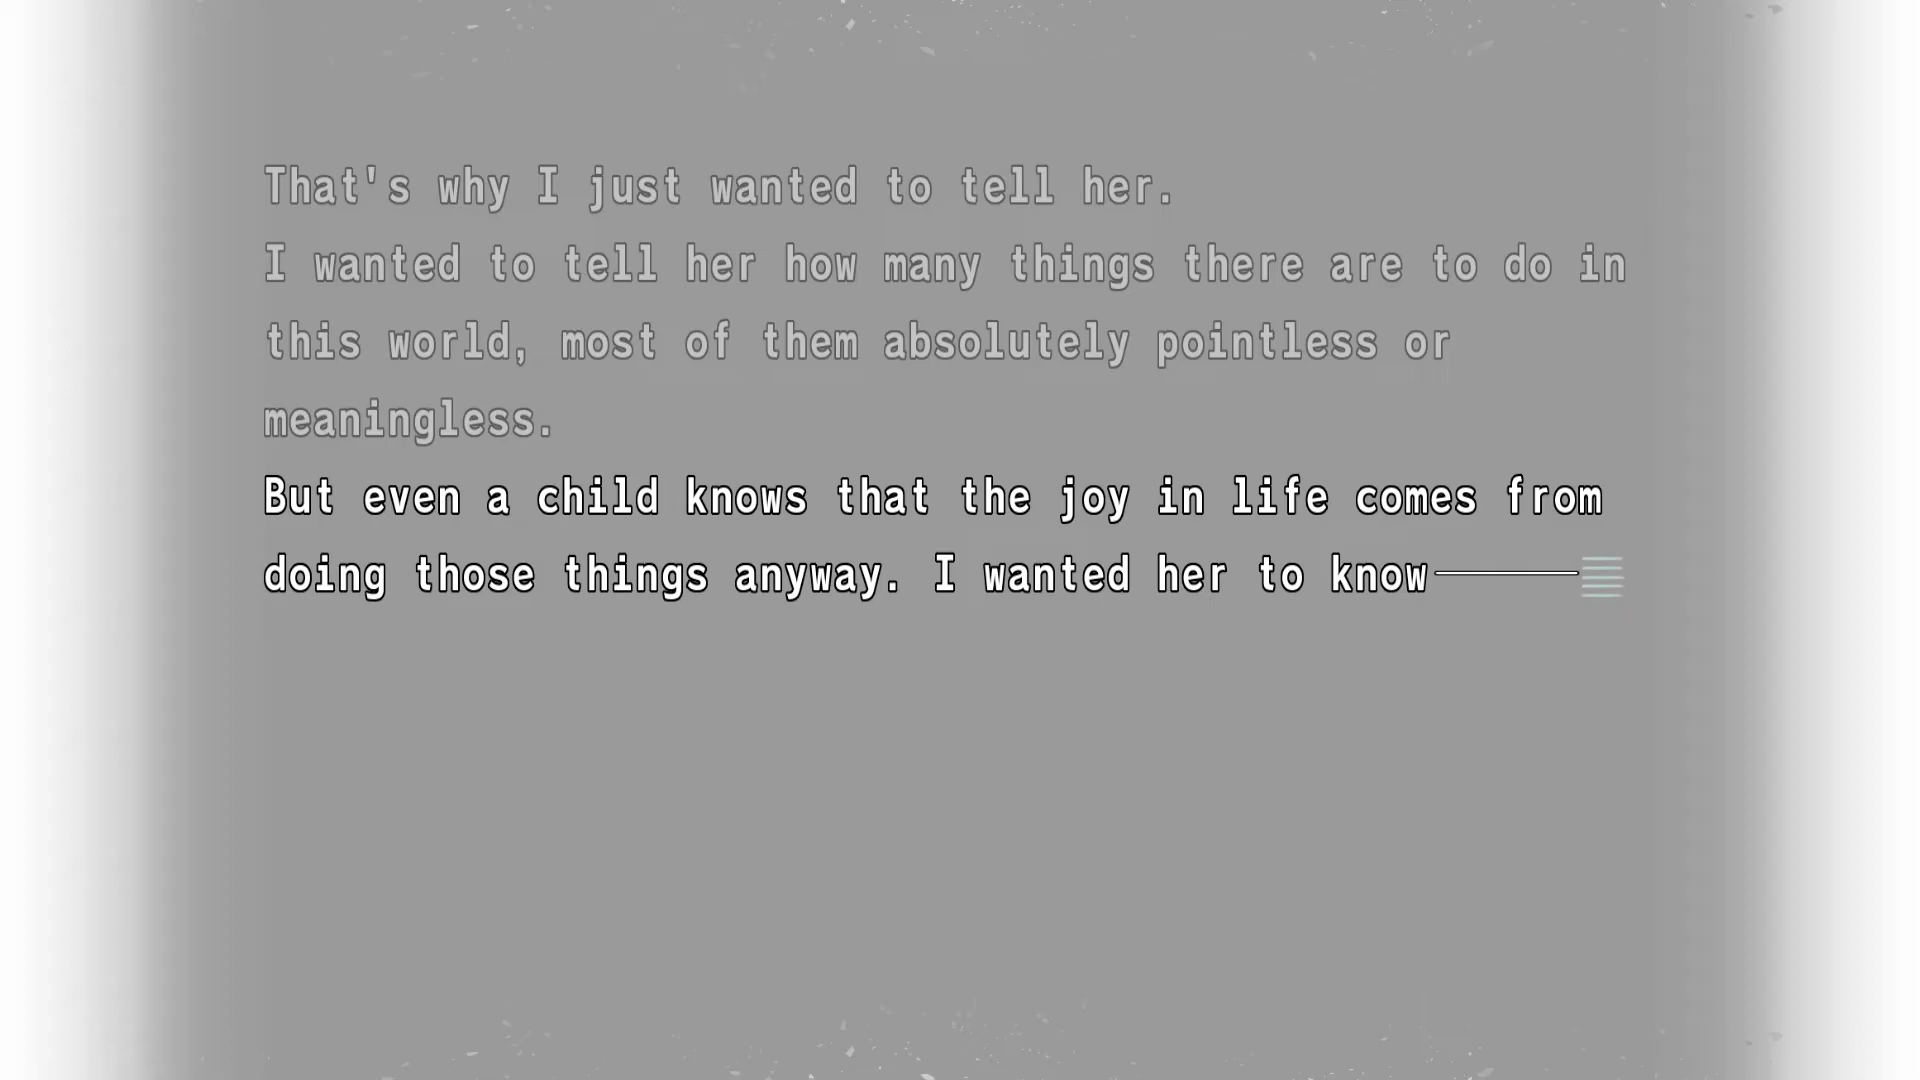 That's why I just wanted to tell her.
I wanted to tell her how many things there are to do in
this world, most of them absolutely pointless or
meaningless.
But even a child knows that the joy in life comes from
doing those things anyway. I wanted her to know——————